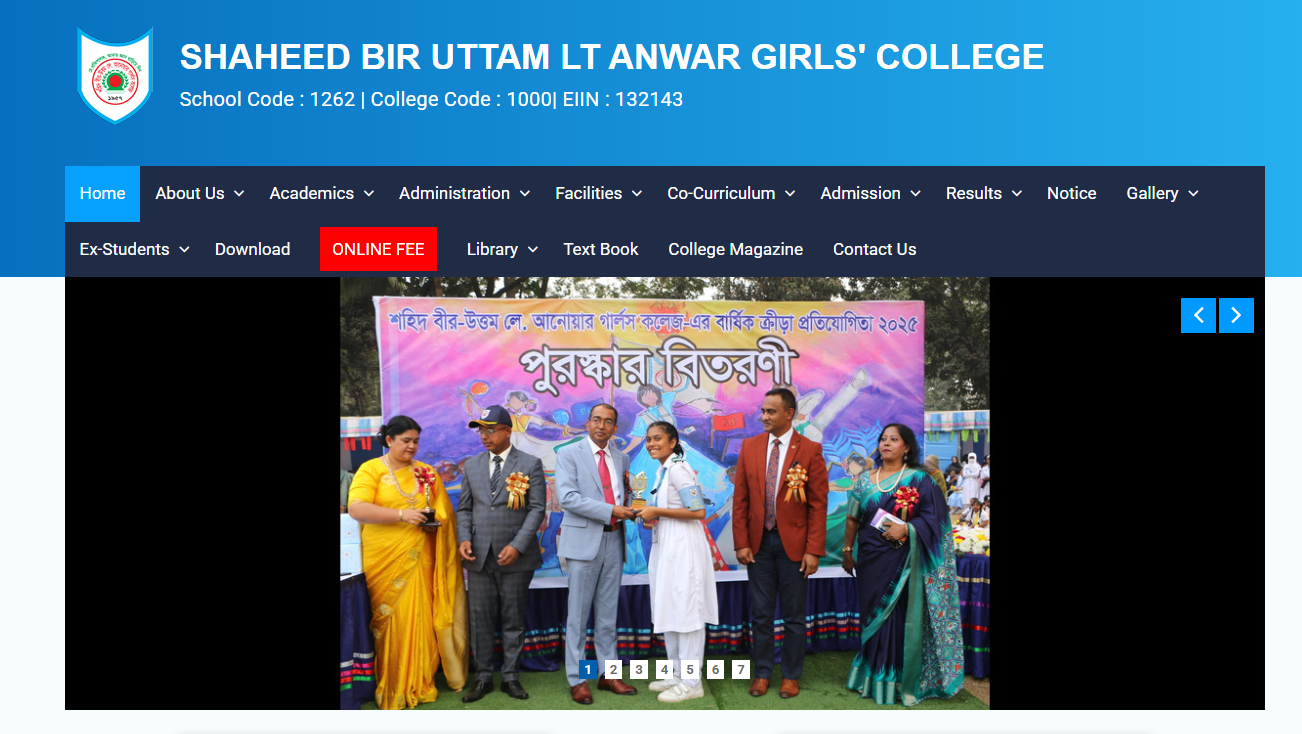 SHAHEED BIR UTTAM LT ANWAR GIRLS' COLLEGE
School Code : 1262 | College Code : 1000| EIIN : 132143
১৯৫৭
Home About Us Academics Administration Facilities Co-Curriculum Admission Results Notice Gallery
Ex-Students Download ONLINE FEE Library Text Book College Magazine Contact Us
শহিদ বীর-উত্তম লে. আনোয়ার গার্লস কলেজ-এর বার্ষিক ক্রীড়া প্রতিযোগিতা ২০২৫
পুরস্কার বিতরণী
1 2 3 4 5 6 7